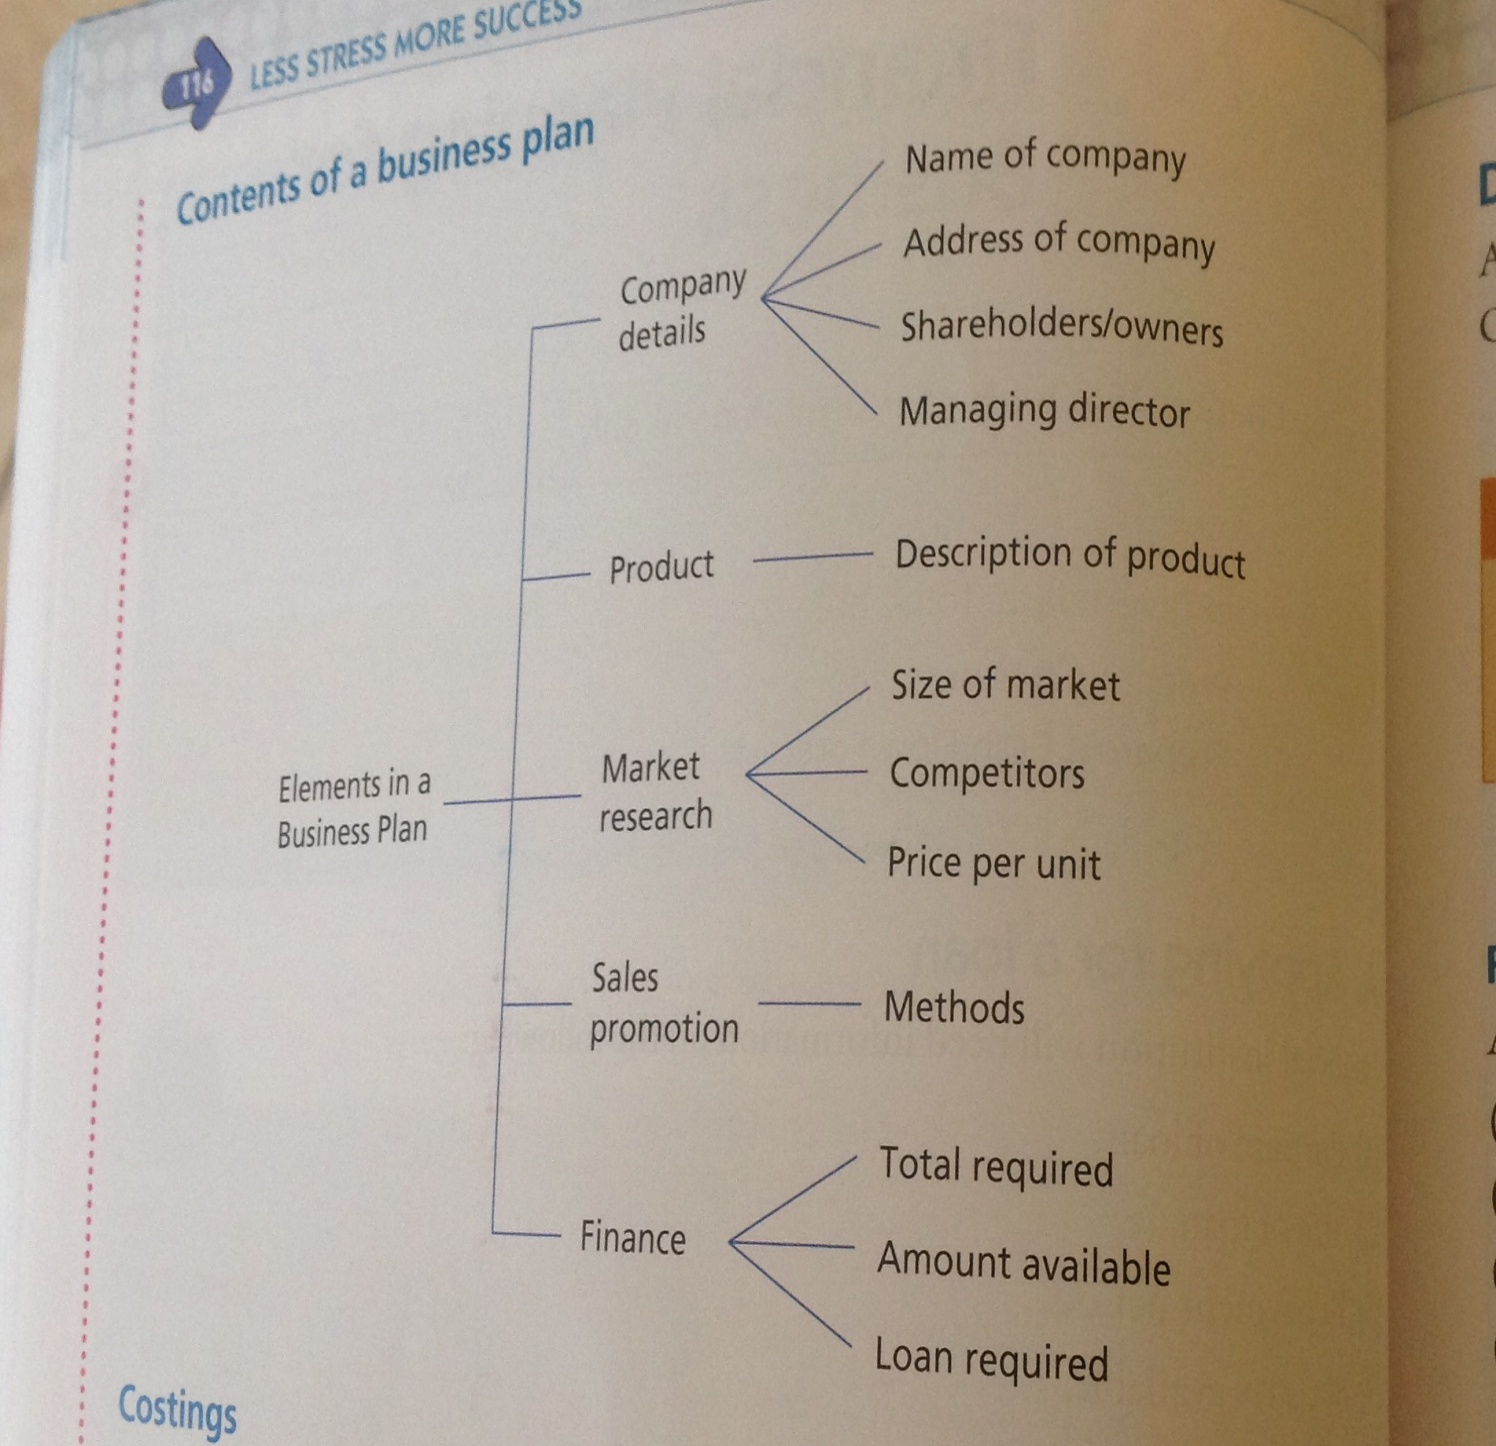 116 LESS STRESS MORE SUCCESS
Contents of a business plan
Name of company
Address of company
Company
details
Shareholders/owners
Managing director
Product
Description of product
Size of market
Elements in a
Business Plan
Market
research
Competitors
Price per unit
Sales
promotion
Methods
Total required
Finance
Amount available
Loan required
Costings